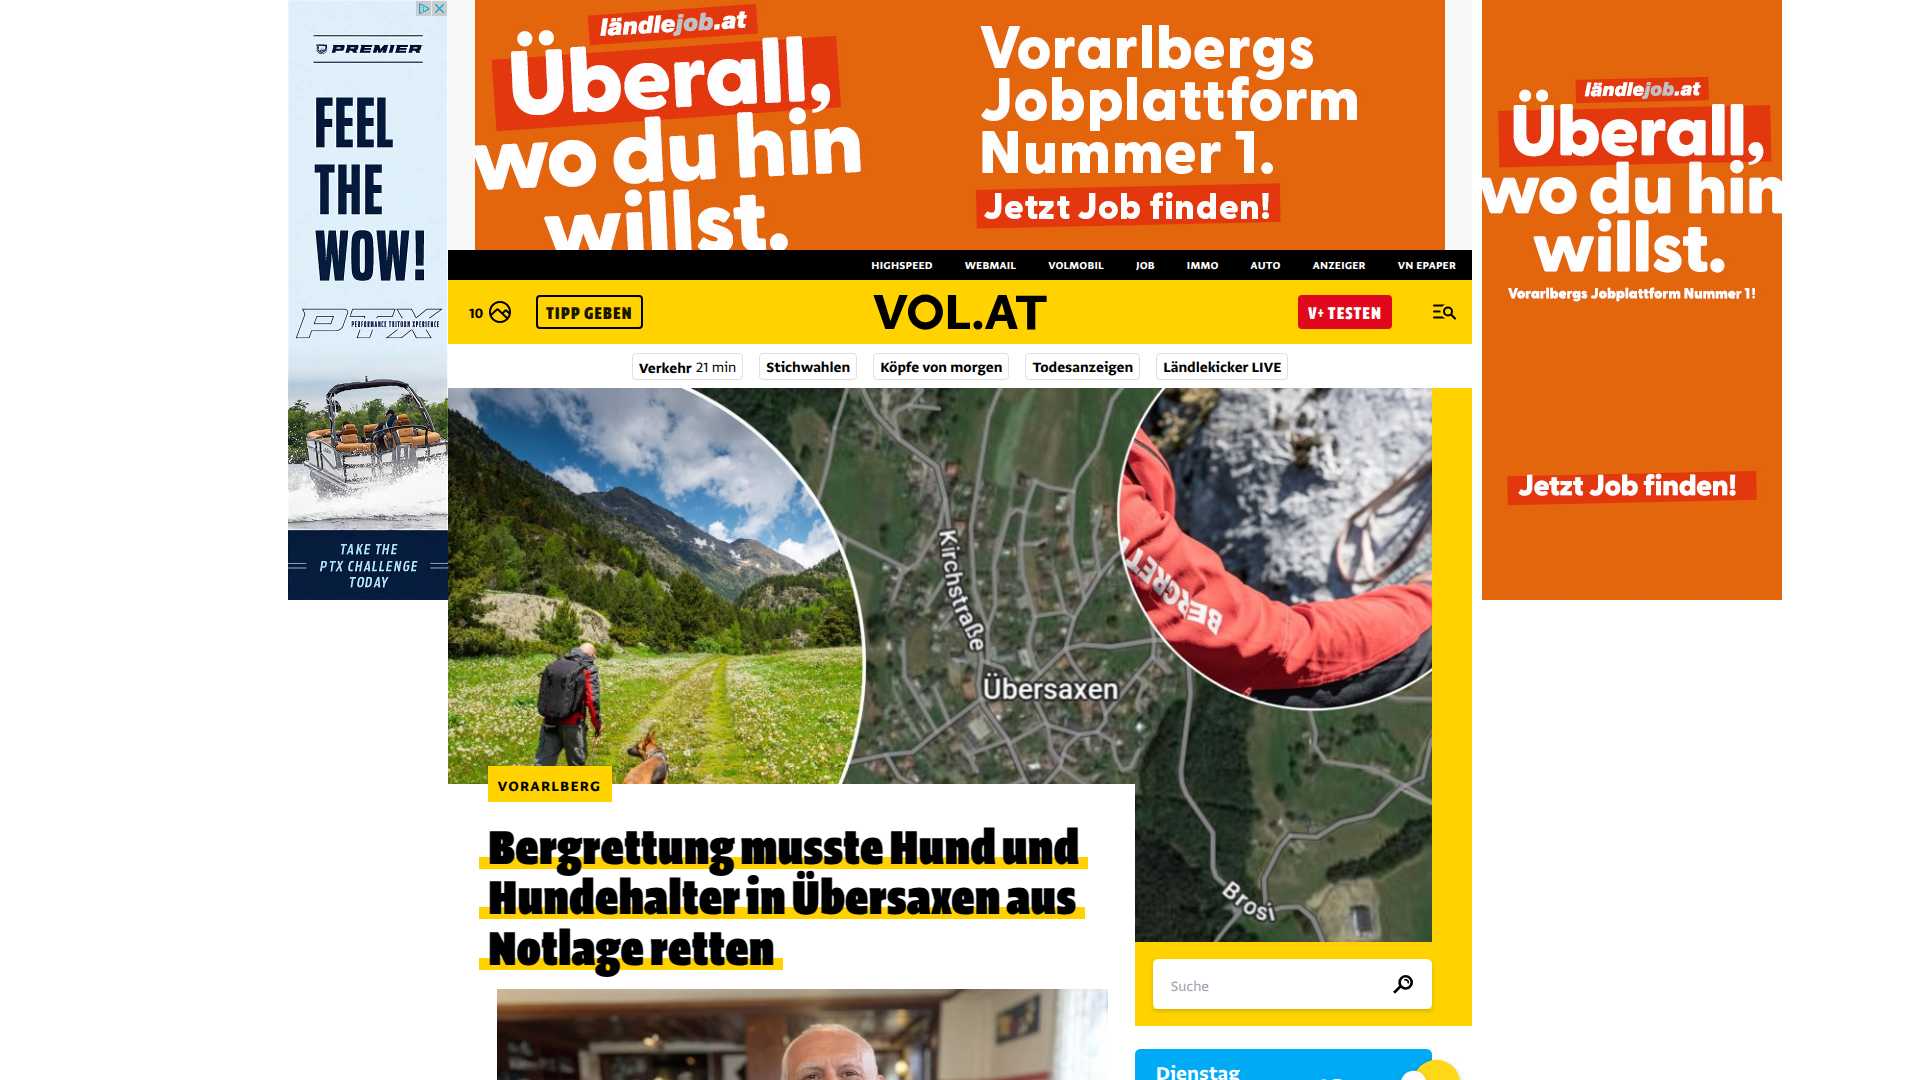 PREMIER
FEEL
THE
WOW!
PTX
PERFORMANCE TRITOON XPERIENCE
TAKE THE
PTX CHALLENGE
TODAY
ländlejob.at
Überall,
wo du hin
willst.
Vorarlbergs
Jobplattform
Nummer 1.
Jetzt Job finden!
ländlejob.at
Überall,
wo du hin
willst.
Vorarlbergs Jobplattform Nummer 1!
Jetzt Job finden!
HIGHSPEED WEBMAIL VOLMOBIL JOB IMMO AUTO ANZEIGER VN EPAPER
10 TIPP GEBEN VOL.AT V+ TESTEN
Verkehr 21 min Stichwahlen Köpfe von morgen Todesanzeigen Ländlekicker LIVE
Kirchstraße
Übersaxen
BERGRET
Brosi
VORARLBERG
Bergrettung musste Hund und
Hundehalter in Übersaxen aus
Notlage retten
Suche
Dienstag